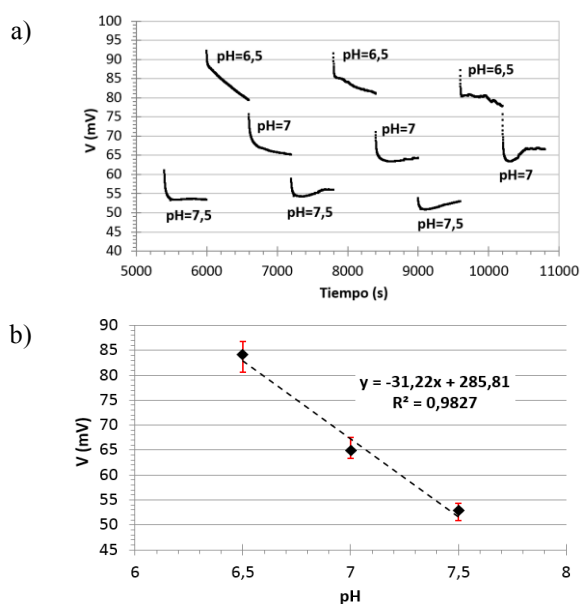 a)
100
95
90
85
80
75
70
65
60
55
50
45
40
V (mV)
pH=6,5
pH=6,5
pH=6,5
pH=7
pH=7
pH=7
pH=7,5
pH=7,5
pH=7,5
5000 6000 7000 8000 9000 10000 11000
Tiempo (s)
b)
90
85
80
75
70
65
60
55
50
45
V (mV)
y = -31,22x + 285,81
R² = 0,9827
6 6,5 7 7,5 8
pH